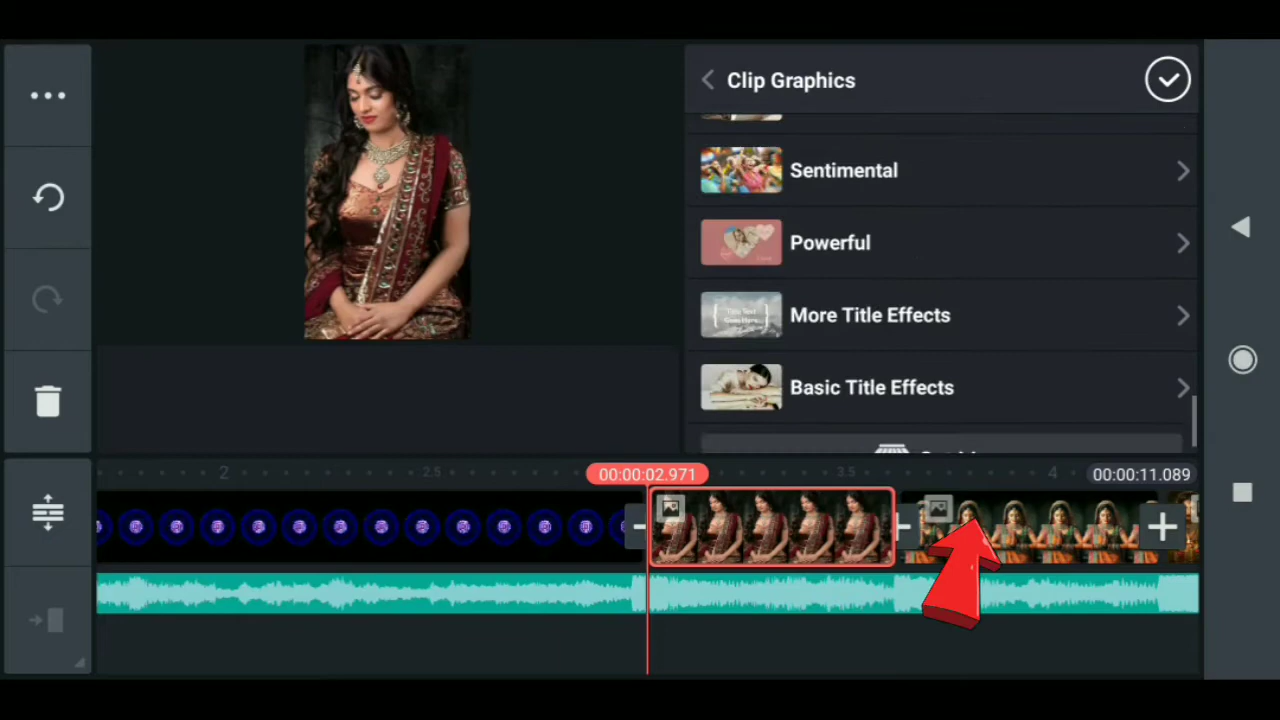 Clip Graphics
Sentimental
Powerful
More Title Effects
Basic Title Effects
2
2.5
00:00:02.971
3.5
4
00:00:11.089